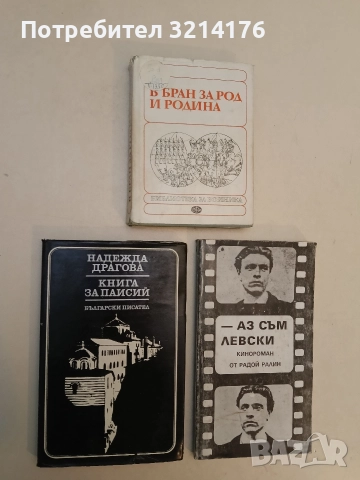 Потребител 3214176
В БРАН ЗА РОД
И РОДИНА
НАДЕЖДА
ДРАГОВА
КНИГА
ЗА ПАИСИЙ
БЪЛГАРСКИ ПИСАТЕЛ
— АЗ СЪМ
ЛЕВСКИ
КИНОРОМАН
ОТ РАДОЙ РАЛИН
BAZAR